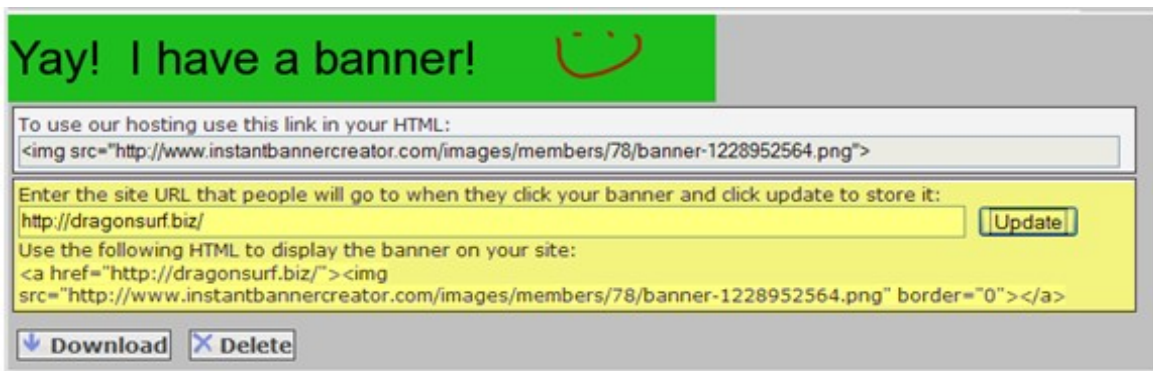 Yay! I have a banner!
To use our hosting use this link in your HTML:
<img src="http://www.instantbannercreator.com/images/members/78/banner-1228952564.png">
Enter the site URL that people will go to when they click your banner and click update to store it:
http://dragonsurf.biz/ Update
Use the following HTML to display the banner on your site:
<a href="http://dragonsurf.biz/"><img
src="http://www.instantbannercreator.com/images/members/78/banner-1228952564.png" border="0"></a>
Download Delete